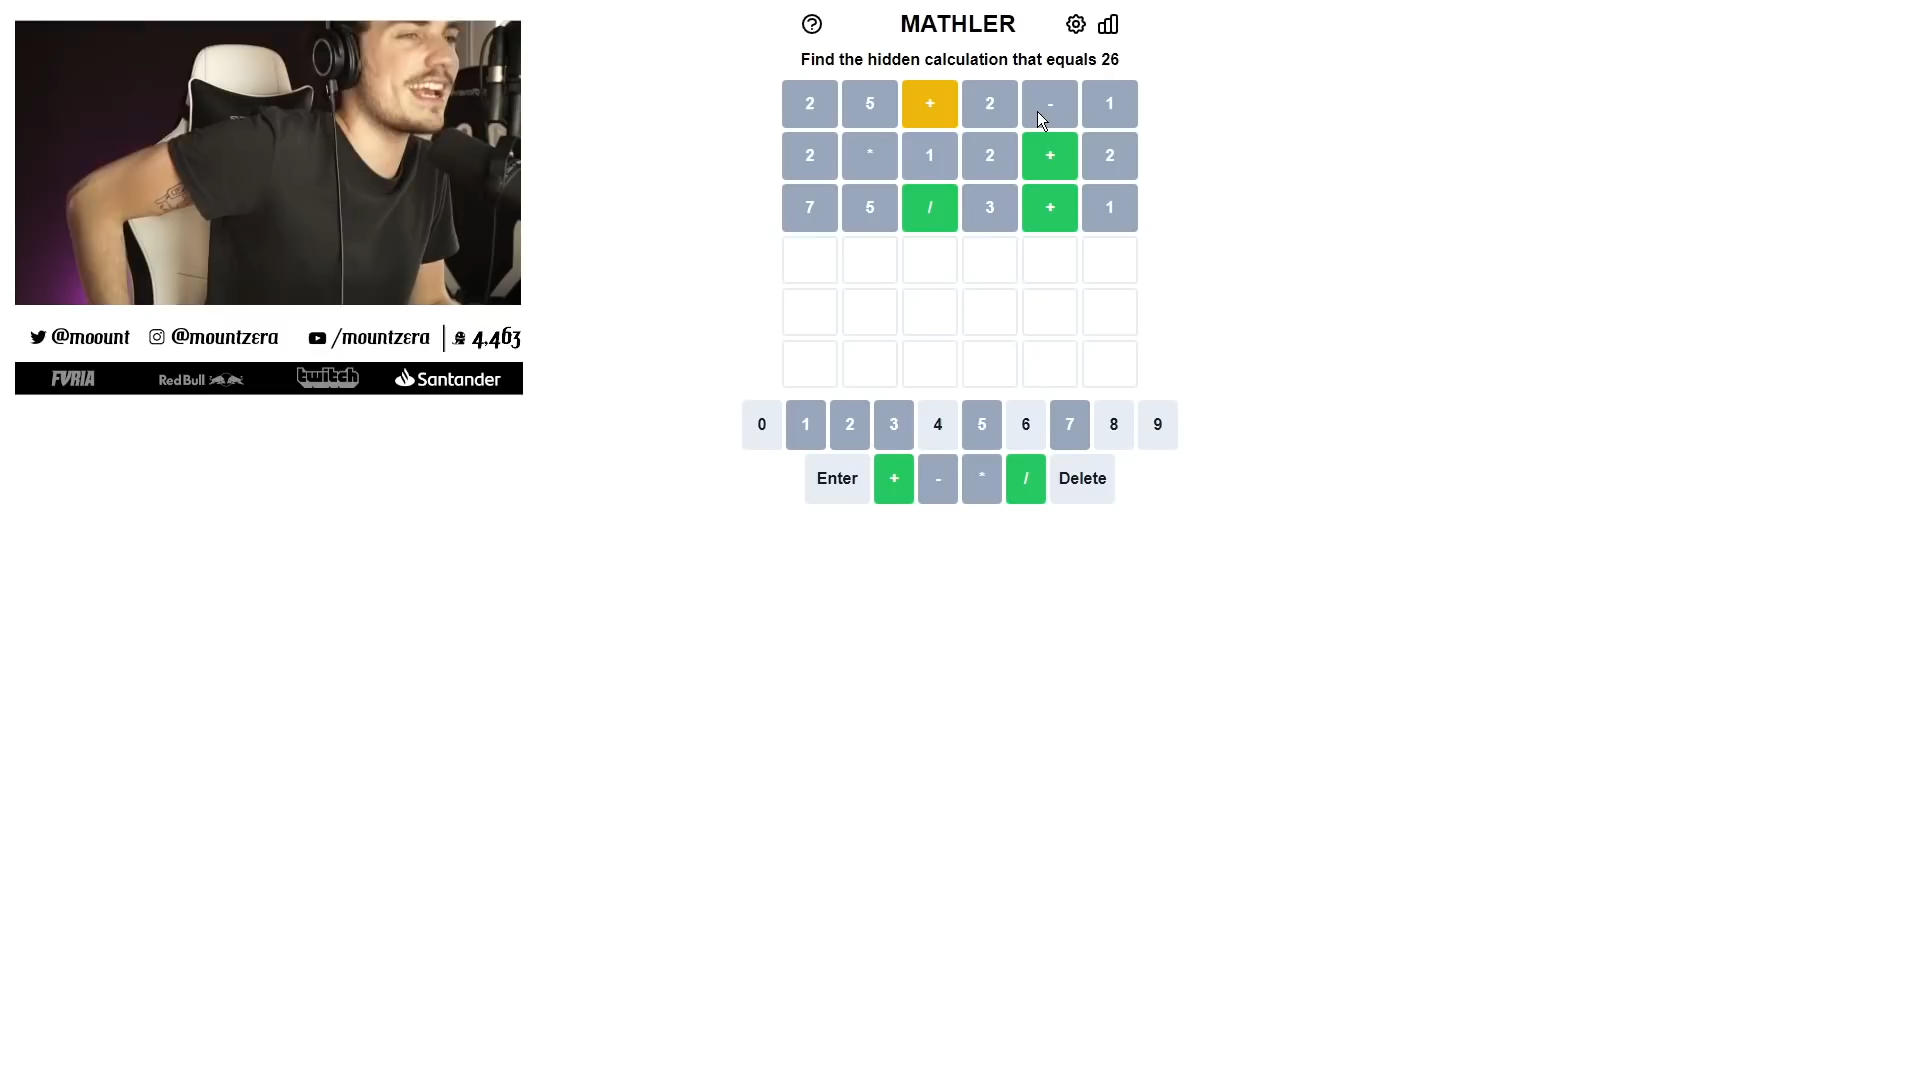 MATHLER
Find the hidden calculation that equals 26
2 5 + 2 - 1
2 * 1 2 + 2
7 5 / 3 + 1
@moount @mountzera /mountzera | 4.463
FVRIA Red Bull twitch Santander
0 1 2 3 4 5 6 7 8 9
Enter + - * / Delete